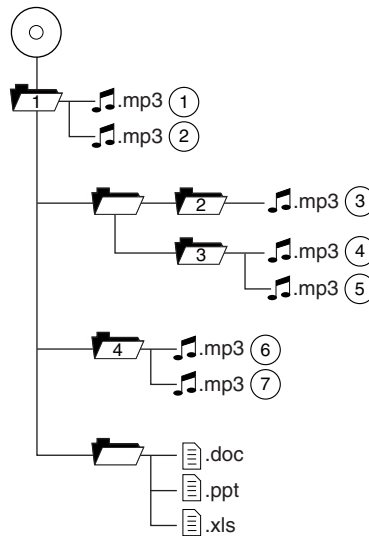 1 .mp3 1
.mp3 2
2 .mp3 3
3 .mp3 4
.mp3 5
4 .mp3 6
.mp3 7
.doc
.ppt
.xls